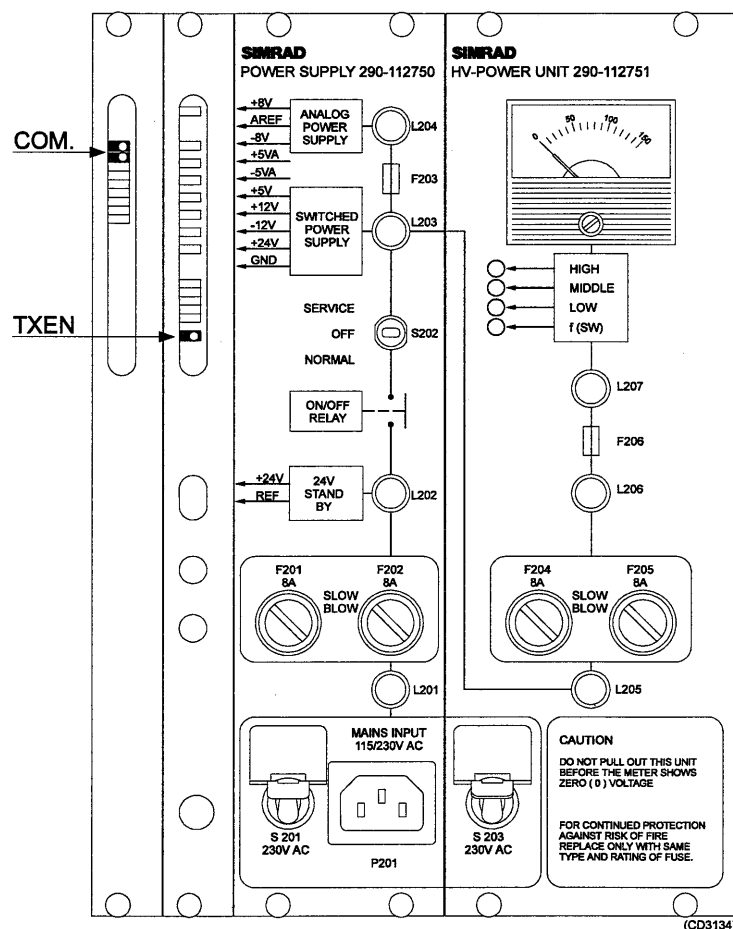 COM.
TXEN
SIMRAD
POWER SUPPLY 290-112750
+8V
AREF
-8V
+5VA
-5VA
+5V
+12V
-12V
+24V
GND
ANALOG
POWER
SUPPLY
L204
F203
SWITCHED
POWER
SUPPLY
L203
SERVICE
OFF
NORMAL
S202
ON/OFF
RELAY
+24V
REF
24V
STAND
BY
L202
F201
8A
SLOW
BLOW
F202
8A
L201
MAINS INPUT
115/230V AC
S 201
230V AC
P201
S 203
230V AC
SIMRAD
HV-POWER UNIT 290-112751
0 50 100 150
HIGH
MIDDLE
LOW
f (SW)
L207
F206
L206
F204
8A
SLOW
BLOW
F205
8A
L205
CAUTION
DO NOT PULL OUT THIS UNIT
BEFORE THE METER SHOWS
ZERO ( 0 ) VOLTAGE
FOR CONTINUED PROTECTION
AGAINST RISK OF FIRE
REPLACE ONLY WITH SAME
TYPE AND RATING OF FUSE.
(CD3134)